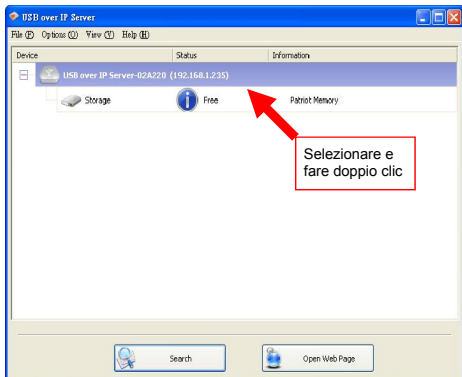 USB over IP Server
File (F) Options (O) View (V) Help (H)
Device Status Information
USB over IP Server-02A220 (192.168.1.235)
Storage Free Patriot Memory
Selezionare e
fare doppio clic
Search Open Web Page